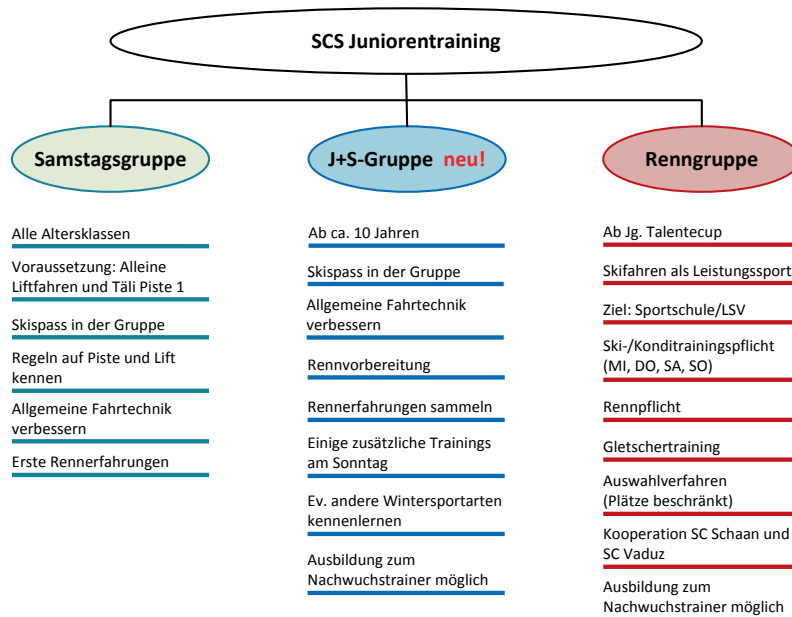 SCS Juniorentraining
Samstagsgruppe
Alle Altersklassen
Voraussetzung: Alleine
Liftfahren und Täli Piste 1
Skispass in der Gruppe
Regeln auf Piste und Lift
kennen
Allgemeine Fahrtechnik
verbessern
Erste Rennerfahrungen
J+S-Gruppe neu!
Ab ca. 10 Jahren
Skispass in der Gruppe
Allgemeine Fahrtechnik
verbessern
Rennvorbereitung
Rennerfahrungen sammeln
Einige zusätzliche Trainings
am Sonntag
Ev. andere Wintersportarten
kennenlernen
Ausbildung zum
Nachwuchstrainer möglich
Renngruppe
Ab Jg. Talentecup
Skifahren als Leistungssport
Ziel: Sportschule/LSV
Ski-/Konditrainingspflicht
(MI, DO, SA, SO)
Rennpflicht
Gletschertraining
Auswahlverfahren
(Plätze beschränkt)
Kooperation SC Schaan und
SC Vaduz
Ausbildung zum
Nachwuchstrainer möglich